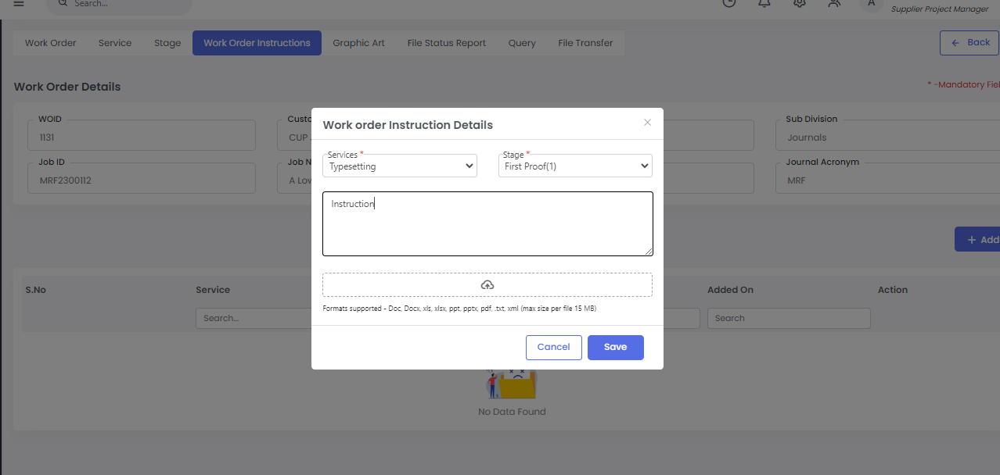 Search...
A
Supplier Project Manager
Work Order Service Stage Work Order Instructions Graphic Art File Status Report Query File Transfer
Back
Work Order Details
* -Mandatory
WOID
1131
CUP
Sub Division
Journals
Job ID
MRF2300112
Journal Acronym
MRF
Work order Instruction Details
Services *
Typesetting
Stage *
First Proof(1)
Instruction
Formats supported - Doc, Docx, xls, xlsx, ppt, pptx, pdf, .txt, xml (max size per file 15 MB)
Cancel
Save
+ Add
S.No Service Added On Action
Search... Search
No Data Found